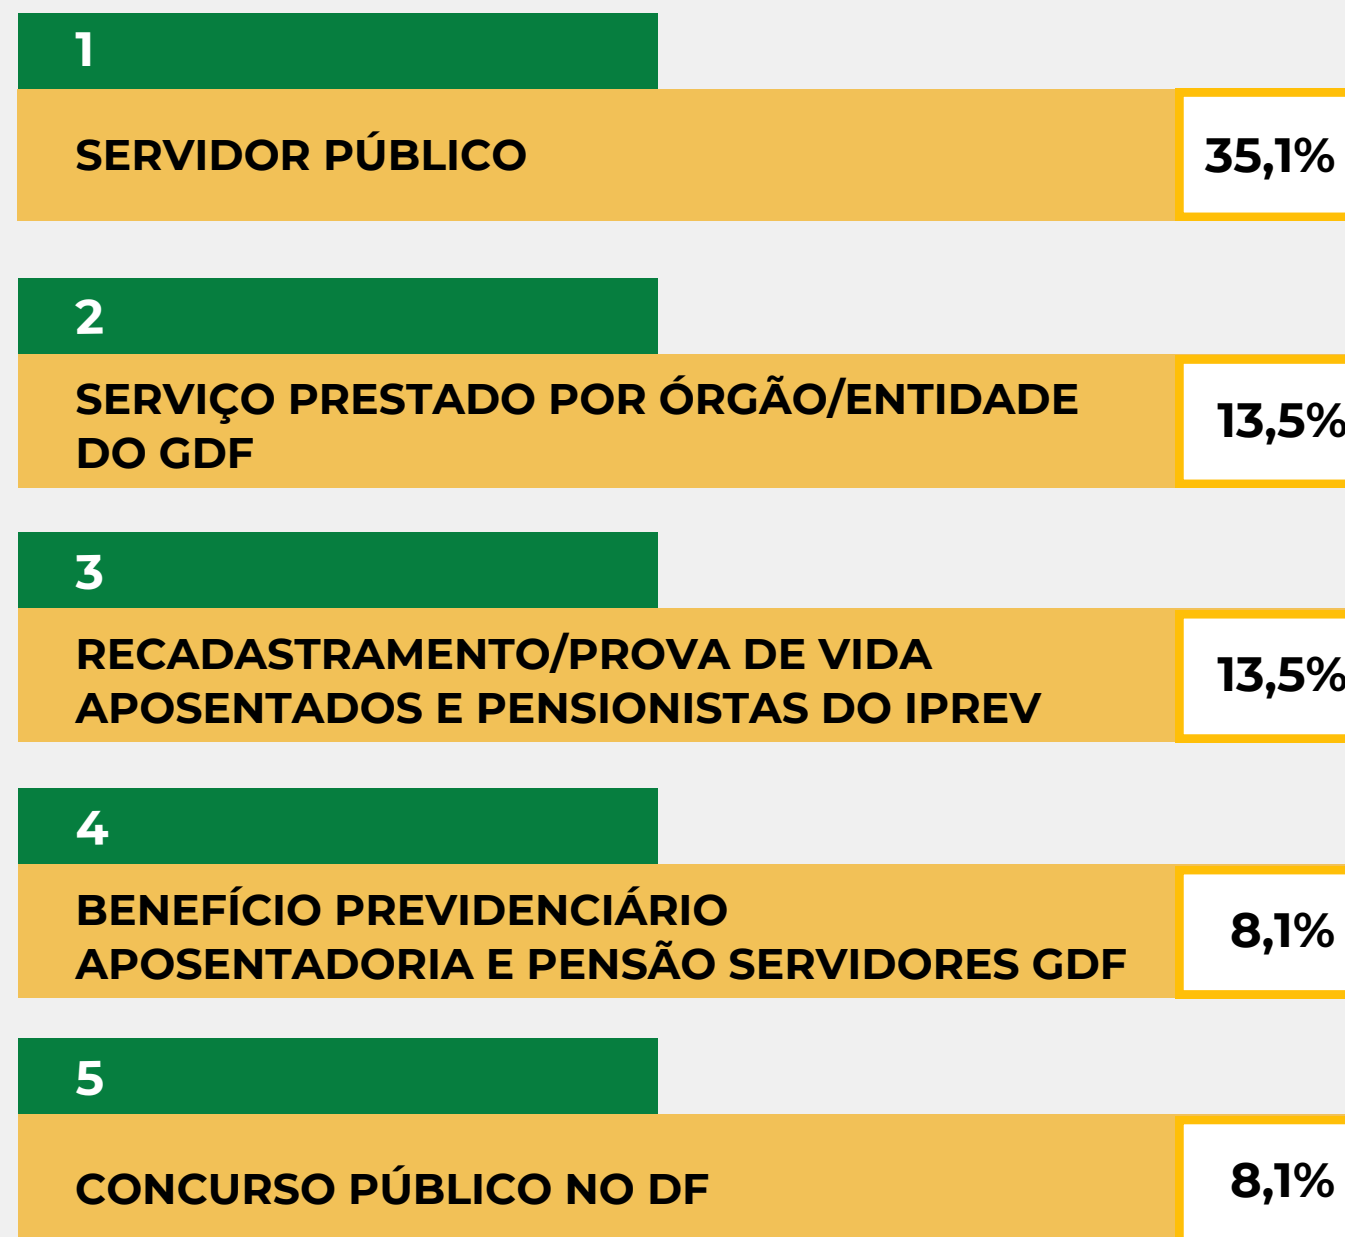 1
SERVIDOR PÚBLICO
35,1%
2
SERVIÇO PRESTADO POR ÓRGÃO/ENTIDADE
DO GDF
13,5%
3
RECADASTRAMENTO/PROVA DE VIDA
APOSENTADOS E PENSIONISTAS DO IPREV
13,5%
4
BENEFÍCIO PREVIDENCIÁRIO
APOSENTADORIA E PENSÃO SERVIDORES GDF
8,1%
5
CONCURSO PÚBLICO NO DF
8,1%